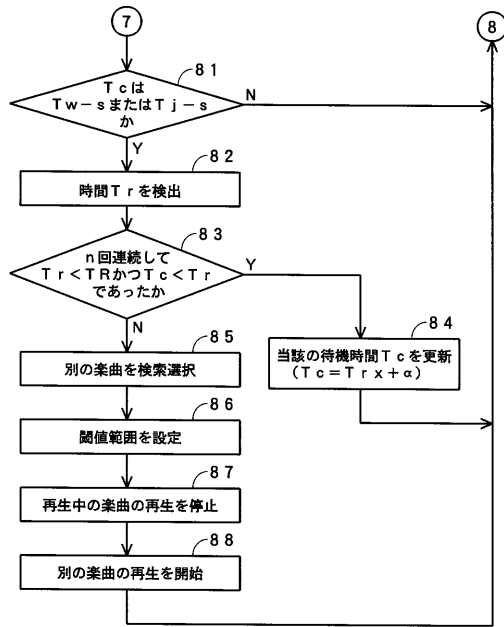 7
8
81
Tcは
Tw-sまたはTj-s
か
N
Y
82
時間Trを検出
83
n回連続して
Tr<TRかつTc<Tr
であったか
Y
N
84
当該の待機時間Tcを更新
(Tc=Trx+α)
85
別の楽曲を検索選択
86
閾値範囲を設定
87
再生中の楽曲の再生を停止
88
別の楽曲の再生を開始